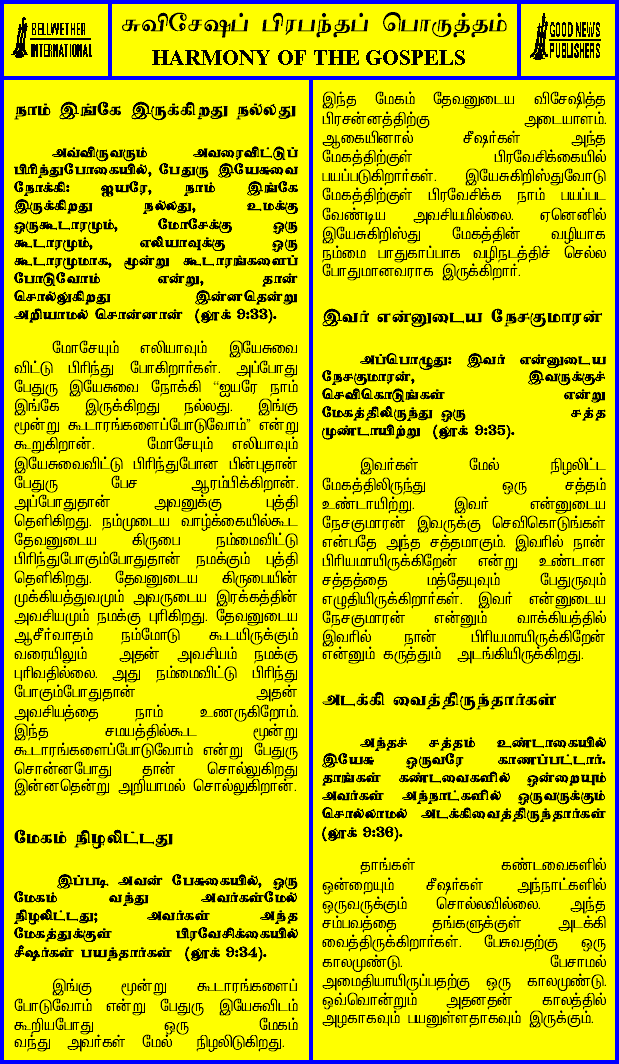 BELLWETHER
INTERNATIONAL
சுவிசேஷப் பிரபந்தப் பொருத்தம்
HARMONY OF THE GOSPELS
GOOD NEWS
PUBLISHERS
நாம் இங்கே இருக்கிறது நல்லது
அவ்விருவரும் அவரைவிட்டுப்
பிரிந்துபோகையில், பேதுரு இயேசுவை
நோக்கி: ஐயரே, நாம் இங்கே
இருக்கிறது நல்லது, உமக்கு
ஒருகூடாரமும், மோசேக்கு ஒரு
கூடாரமும், எலியாவுக்கு ஒரு
கூடாரமுமாக, மூன்று கூடாரங்களைப்
போடுவோம் என்று, தான்
சொல்லுகிறது இன்னதென்று
அறியாமல் சொன்னான் (லூக் 9:33).
மோசேயும் எலியாவும் இயேசுவை
விட்டு பிரிந்து போகிறார்கள். அப்போது
பேதுரு இயேசுவை நோக்கி “ஐயரே நாம்
இங்கே இருக்கிறது நல்லது. இங்கு
மூன்று கூடாரங்களைப்போடுவோம்” என்று
கூறுகிறான். மோசேயும் எலியாவும்
இயேசுவைவிட்டு பிரிந்துபோன பின்புதான்
பேதுரு பேச ஆரம்பிக்கிறான்.
அப்போதுதான் அவனுக்கு புத்தி
தெளிகிறது. நம்முடைய வாழ்க்கையில்கூட
தேவனுடைய கிருபை நம்மைவிட்டு
பிரிந்துபோகும்போதுதான் நமக்கும் புத்தி
தெளிகிறது. தேவனுடைய கிருபையின்
முக்கியத்துவமும் அவருடைய இரக்கத்தின்
அவசியமும் நமக்கு புரிகிறது. தேவனுடைய
ஆசீர்வாதம் நம்மோடு கூடயிருக்கும்
வரையிலும் அதன் அவசியம் நமக்கு
புரிவதில்லை. அது நம்மைவிட்டு பிரிந்து
போகும்போதுதான் அதன்
அவசியத்தை நாம் உணருகிறோம்.
இந்த சமயத்தில்கூட மூன்று
கூடாரங்களைப்போடுவோம் என்று பேதுரு
சொன்னபோது தான் சொல்லுகிறது
இன்னதென்று அறியாமல் சொல்லுகிறான்.
மேகம் நிழலிட்டது
இப்படி அவன் பேசுகையில், ஒரு
மேகம் வந்து அவர்கள்மேல்
நிழலிட்டது; அவர்கள் அந்த
மேகத்துக்குள் பிரவேசிக்கையில்
சீஷர்கள் பயந்தார்கள் (லூக் 9:34).
இங்கு மூன்று கூடாரங்களைப்
போடுவோம் என்று பேதுரு இயேசுவிடம்
கூறியபோது ஒரு மேகம்
வந்து அவர்கள் மேல் நிழலிடுகிறது.
இந்த மேகம் தேவனுடைய விசேஷித்த
பிரசன்னத்திற்கு அடையாளம்.
ஆகையினால் சீஷர்கள் அந்த
மேகத்திற்குள் பிரவேசிக்கையில்
பயப்படுகிறார்கள். இயேசுகிறிஸ்துவோடு
மேகத்திற்குள் பிரவேசிக்க நாம் பயப்பட
வேண்டிய அவசியமில்லை. ஏனெனில்
இயேசுகிறிஸ்து மேகத்தின் வழியாக
நம்மை பாதுகாப்பாக வழிநடத்திச் செல்ல
போதுமானவராக இருக்கிறார்.
இவர் என்னுடைய நேசகுமாரன்
அப்பொழுது: இவர் என்னுடைய
நேசகுமாரன், இவருக்குச்
செவிகொடுங்கள் என்று
மேகத்திலிருந்து ஒரு சத்த
முண்டாயிற்று (லூக் 9:35).
இவர்கள் மேல் நிழலிட்ட
மேகத்திலிருந்து ஒரு சத்தம்
உண்டாயிற்று. இவர் என்னுடைய
நேசகுமாரன் இவருக்கு செவிகொடுங்கள்
என்பதே அந்த சத்தமாகும். இவரில் நான்
பிரியமாயிருக்கிறேன் என்று உண்டான
சத்தத்தை மத்தேயுவும் பேதுருவும்
எழுதியிருக்கிறார்கள். இவர் என்னுடைய
நேசகுமாரன் என்னும் வாக்கியத்தில்
இவரில் நான் பிரியமாயிருக்கிறேன்
என்னும் கருத்தும் அடங்கியிருக்கிறது.
அடக்கி வைத்திருந்தார்கள்
அந்தச் சத்தம் உண்டாகையில்
இயேசு ஒருவரே காணப்பட்டார்.
தாங்கள் கண்டவைகளில் ஒன்றையும்
அவர்கள் அந்நாட்களில் ஒருவருக்கும்
சொல்லாமல் அடக்கிவைத்திருந்தார்கள்
(லூக் 9:36).
தாங்கள் கண்டவைகளில்
ஒன்றையும் சீஷர்கள் அந்நாட்களில்
ஒருவருக்கும் சொல்லவில்லை. அந்த
சம்பவத்தை தங்களுக்குள் அடக்கி
வைத்திருக்கிறார்கள். பேசுவதற்கு ஒரு
காலமுண்டு. பேசாமல்
அமைதியாயிருப்பதற்கு ஒரு காலமுண்டு.
ஒவ்வொன்றும் அதனதன் காலத்தில்
அழகாகவும் பயனுள்ளதாகவும் இருக்கும்.